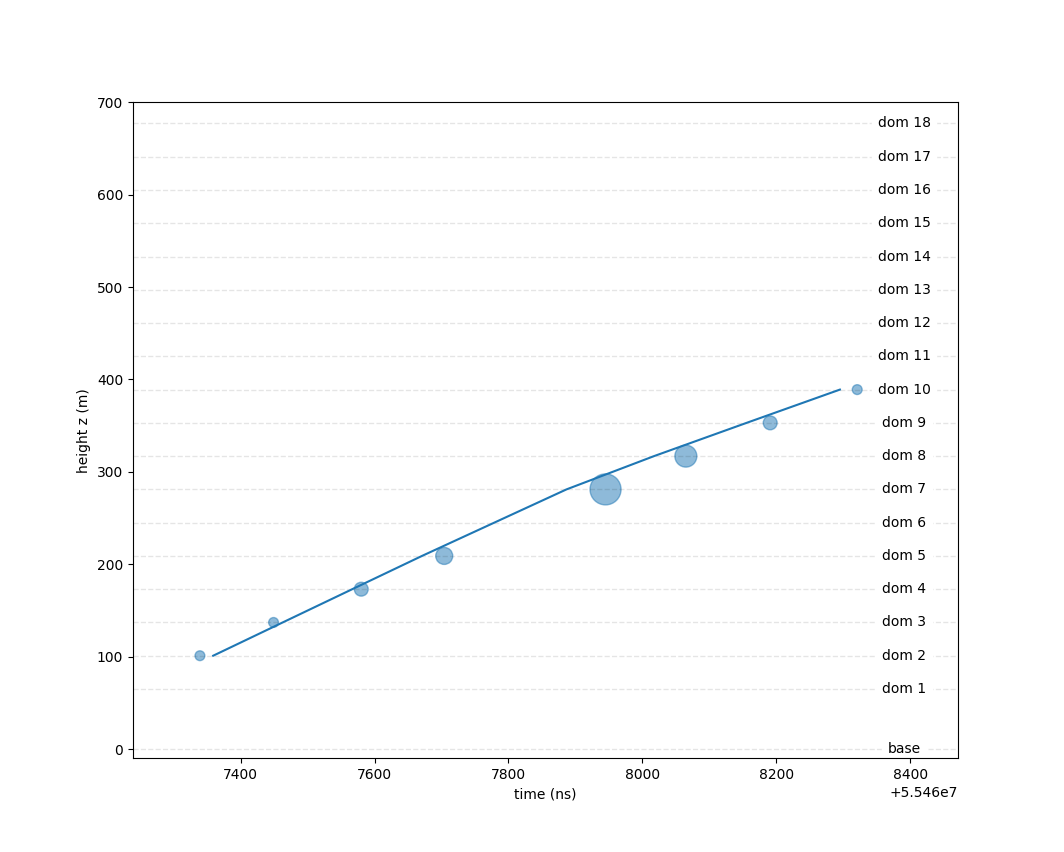 700
600
500
400
300
200
100
0
height z (m)
dom 18
dom 17
dom 16
dom 15
dom 14
dom 13
dom 12
dom 11
dom 10
dom 9
dom 8
dom 7
dom 6
dom 5
dom 4
dom 3
dom 2
dom 1
base
7400 7600 7800 8000 8200 8400
time (ns)
+5.546e7